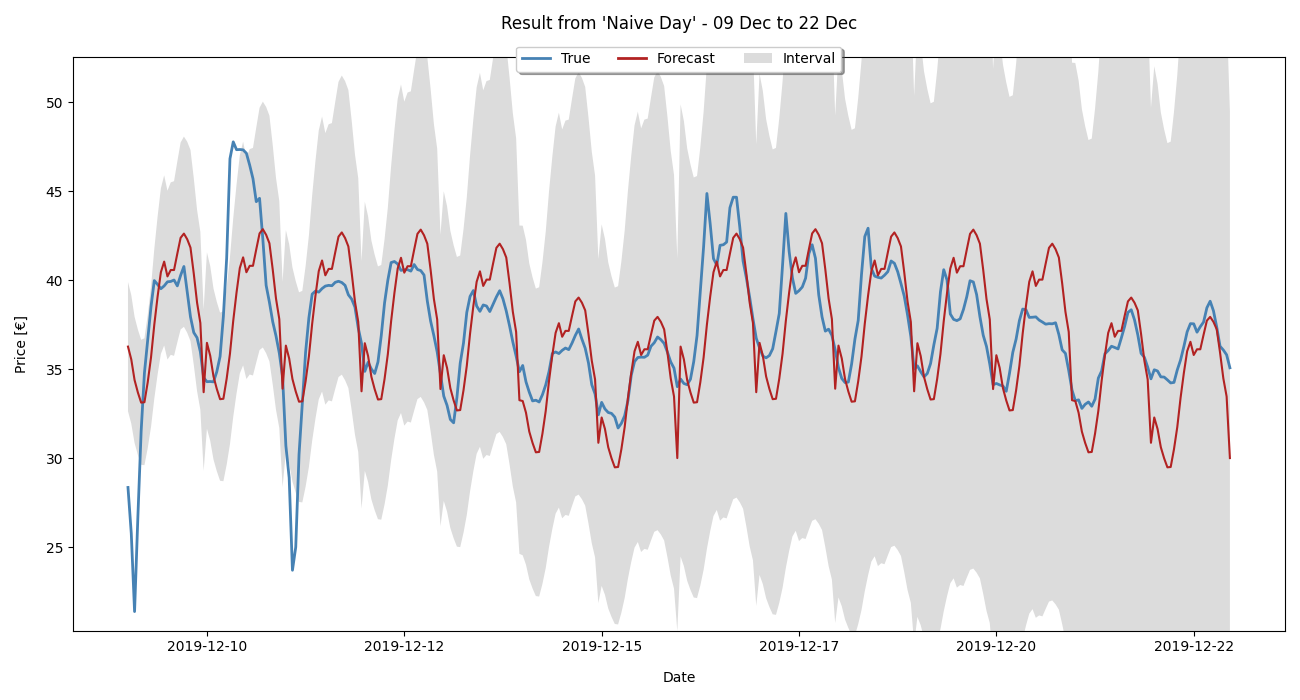 Result from 'Naive Day' - 09 Dec to 22 Dec
True Forecast Interval
50
45
40
35
30
25
Price [€]
2019-12-10 2019-12-12 2019-12-15 2019-12-17 2019-12-20 2019-12-22
Date